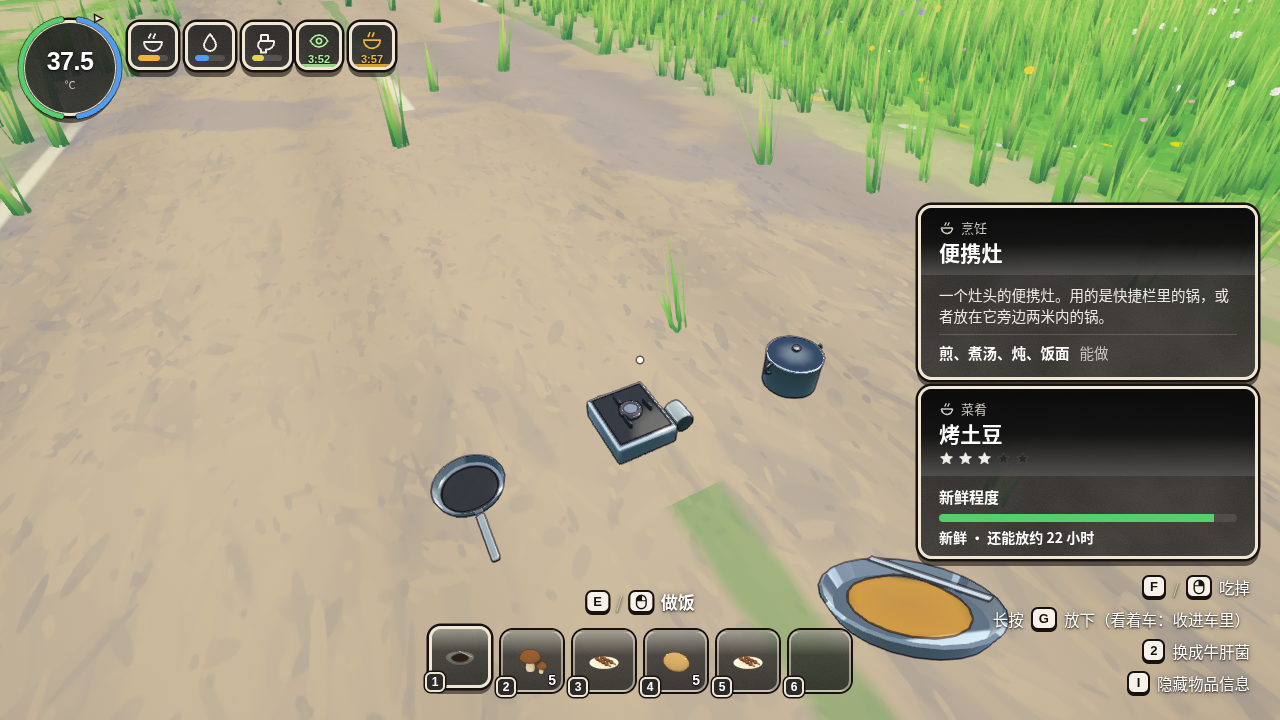 37.5
°C
3:52
3:57
烹饪
便携灶
一个灶头的便携灶。用的是快捷栏里的锅，或
者放在它旁边两米内的锅。
煎、煮汤、炖、饭面 能做
菜肴
烤土豆
新鲜程度
新鲜 · 还能放约 22 小时
F / 吃掉
长按 G 放下（看着车：收进车里）
2 换成牛肝菌
I 隐藏物品信息
E / 做饭
1
2 5
3
4 5
5
6